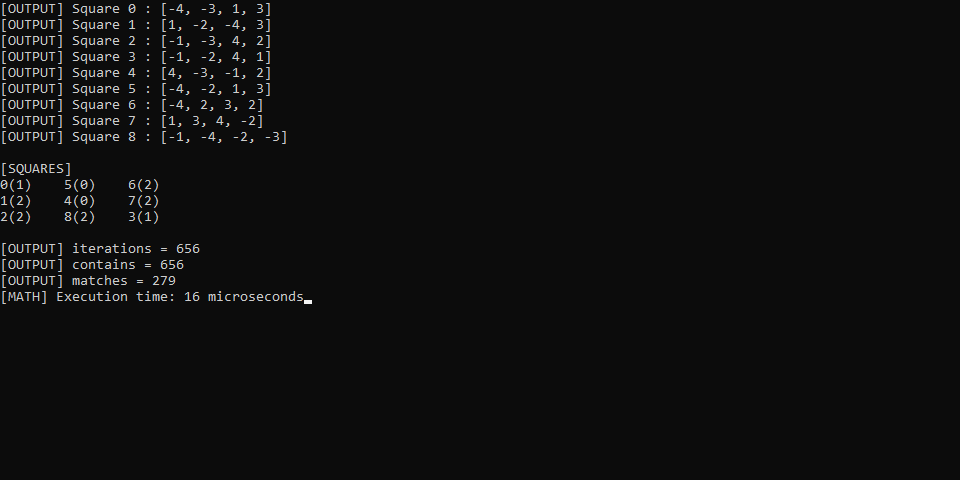 [OUTPUT] Square 0 : [-4, -3, 1, 3]
[OUTPUT] Square 1 : [1, -2, -4, 3]
[OUTPUT] Square 2 : [-1, -3, 4, 2]
[OUTPUT] Square 3 : [-1, -2, 4, 1]
[OUTPUT] Square 4 : [4, -3, -1, 2]
[OUTPUT] Square 5 : [-4, -2, 1, 3]
[OUTPUT] Square 6 : [-4, 2, 3, 2]
[OUTPUT] Square 7 : [1, 3, 4, -2]
[OUTPUT] Square 8 : [-1, -4, -2, -3]
[SQUARES]
0(1)    5(0)    6(2)
1(2)    4(0)    7(2)
2(2)    8(2)    3(1)
[OUTPUT] iterations = 656
[OUTPUT] contains = 656
[OUTPUT] matches = 279
[MATH] Execution time: 16 microseconds